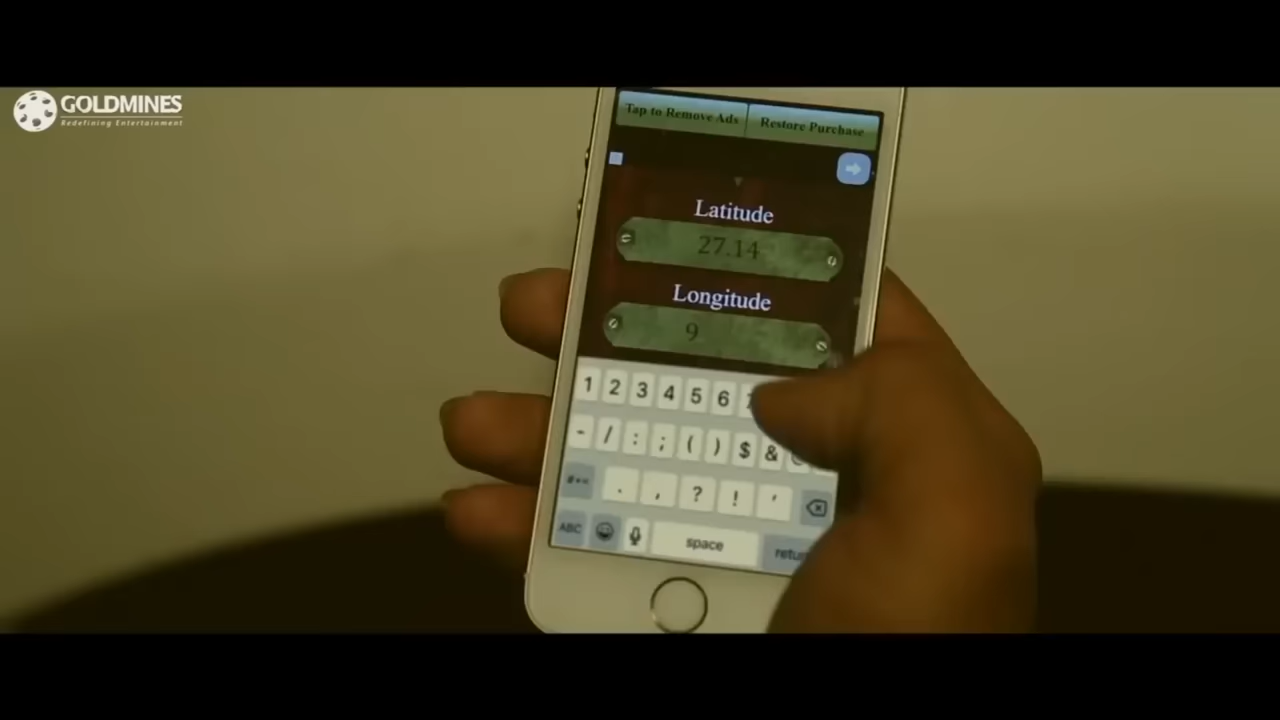 GOLDMINES
Redefining Entertainment
Tap to Remove Ads
Restore Purchase
Latitude
27.14
Longitude
9
1 2 3 4 5 6
- / : ; ( ) $ &
#+=
. , ? ! '
ABC
space